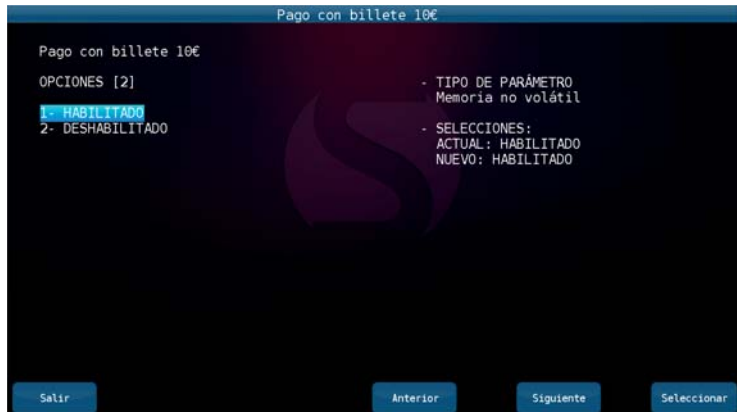 Pago con billete 10€
Pago con billete 10€
OPCIONES [2]
1- HABILITADO
2- DESHABILITADO
- TIPO DE PARÁMETRO
Memoria no volátil
- SELECCIONES:
ACTUAL: HABILITADO
NUEVO: HABILITADO
Salir
Anterior
Siguiente
Seleccionar